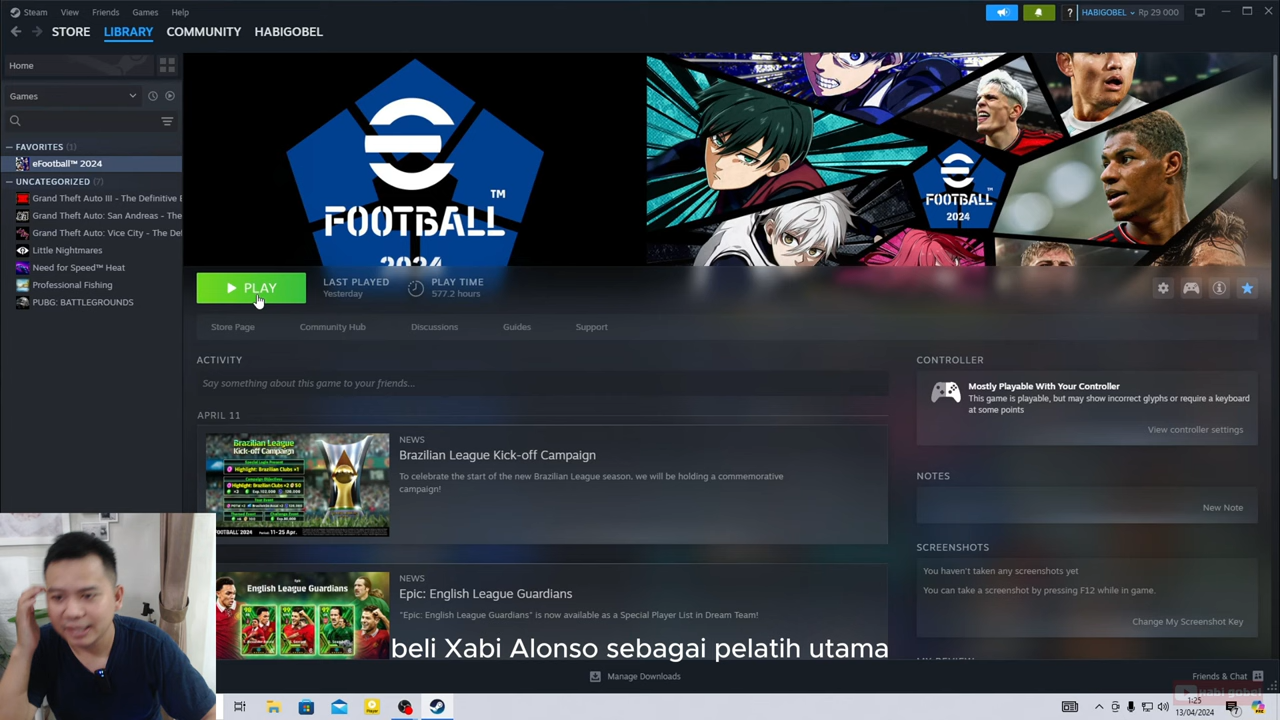 Steam View Friends Games Help
HABIGOBEL Rp 29 000
STORE LIBRARY COMMUNITY HABIGOBEL
Home
Games
FAVORITES (1)
eFootball™ 2024
UNCATEGORIZED (7)
Grand Theft Auto III - The Definitive E
Grand Theft Auto: San Andreas - The
Grand Theft Auto: Vice City - The Def
Little Nightmares
Need for Speed™ Heat
Professional Fishing
PUBG: BATTLEGROUNDS
FOOTBALL™
2024
FOOTBALL™
2024
PLAY
LAST PLAYED
Yesterday
PLAY TIME
577.2 hours
Store Page Community Hub Discussions Guides Support
ACTIVITY
Say something about this game to your friends...
APRIL 11
Brazilian League
Kick-off Campaign
NEWS
Brazilian League Kick-off Campaign
To celebrate the start of the new Brazilian League season, we will be holding a commemorative
campaign!
English League Guardians
NEWS
Epic: English League Guardians
"Epic: English League Guardians" is now available as a Special Player List in Dream Team!
CONTROLLER
Mostly Playable With Your Controller
This game is playable, but may show incorrect glyphs or require a keyboard
at some points
View controller settings
NOTES
New Note
SCREENSHOTS
You haven't taken any screenshots yet
You can take a screenshot by pressing F12 while in game.
Change My Screenshot Key
beli Xabi Alonso sebagai pelatih utama
Manage Downloads
Friends & Chat
1:25
13/04/2024